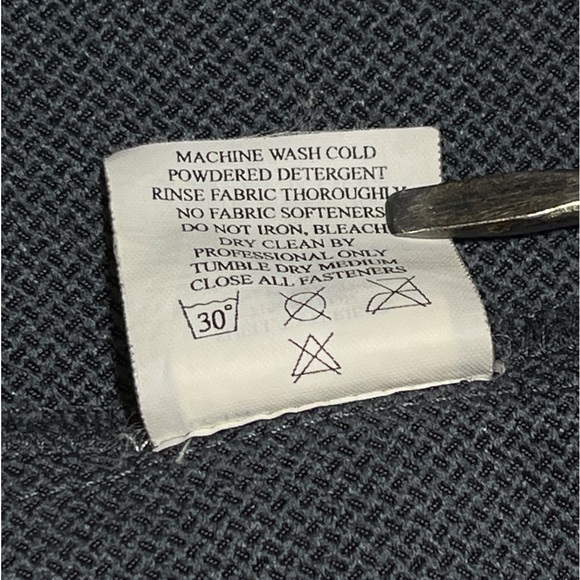 MACHINE WASH COLD
POWDERED DETERGENT
RINSE FABRIC THOROUGHLY
NO FABRIC SOFTENERS
DO NOT IRON, BLEACH
DRY CLEAN BY
PROFESSIONAL ONLY
TUMBLE DRY MEDIUM
CLOSE ALL FASTENERS
30°